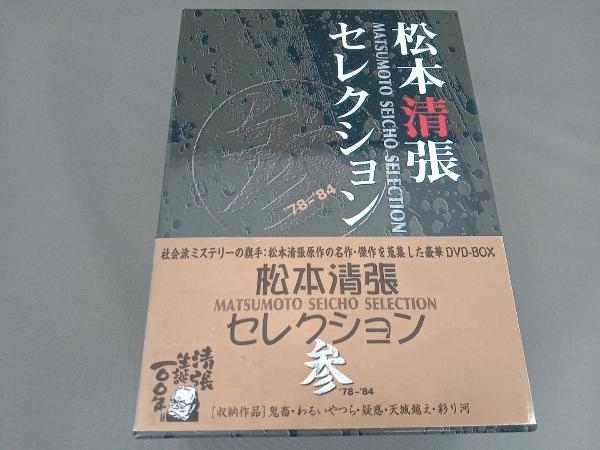 松本清張
MATSUMOTO SEICHO SELECTION
セレクション
参
'78-'84
社会派ミステリーの旗手:松本清張原作の名作・傑作を蒐集した豪華DVD-BOX
松本清張
MATSUMOTO SEICHO SELECTION
セレクション
参
'78-'84
清張
生誕
一〇〇年
[収納作品]鬼畜・わるいやつら・疑惑・天城越え・彩り河